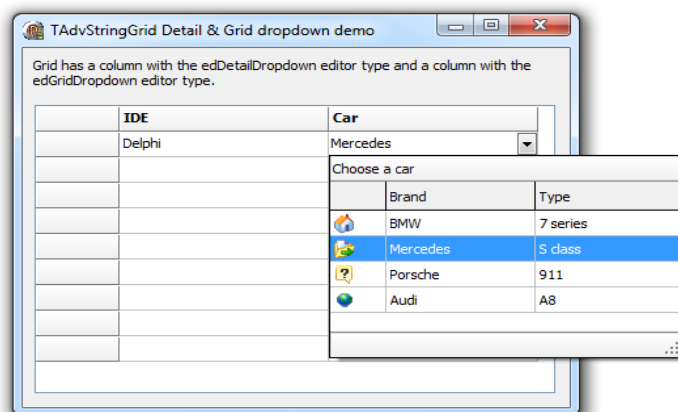 TAdvStringGrid Detail & Grid dropdown demo
Grid has a column with the edDetailDropdown editor type and a column with the
edGridDropdown editor type.
IDE Car
Delphi Mercedes
Choose a car
Brand Type
BMW 7 series
Mercedes S class
? Porsche 911
Audi A8